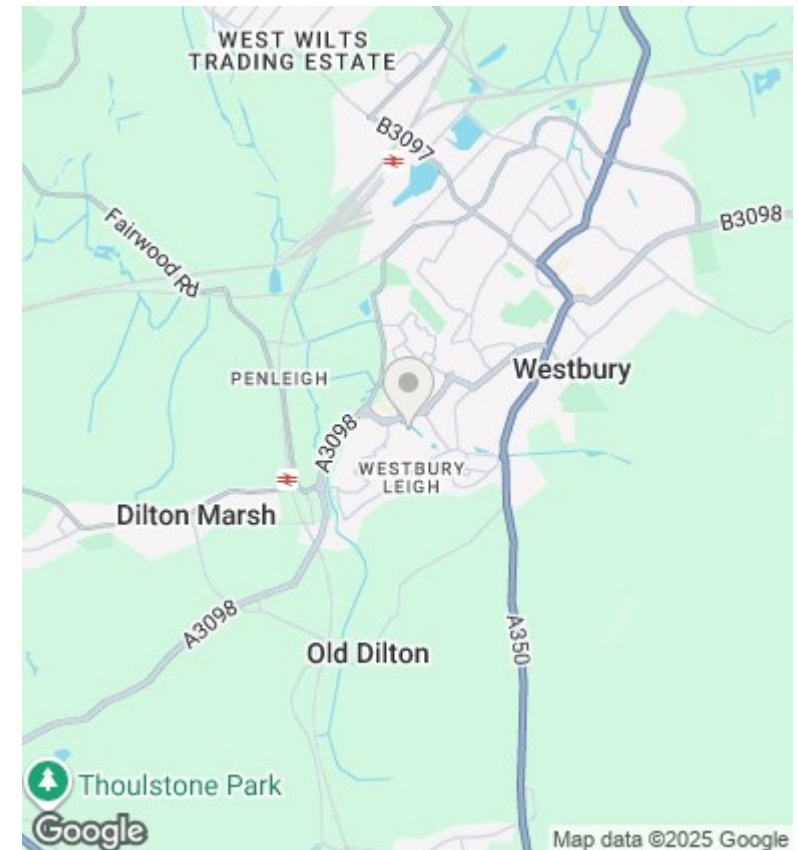 WEST WILTS
TRADING ESTATE
B3097
B3098
Fairwood Rd
PENLEIGH
Westbury
A3098
WESTBURY
LEIGH
Dilton Marsh
A3098
A350
Old Dilton
Thoulstone Park
Google
Map data ©2025 Google